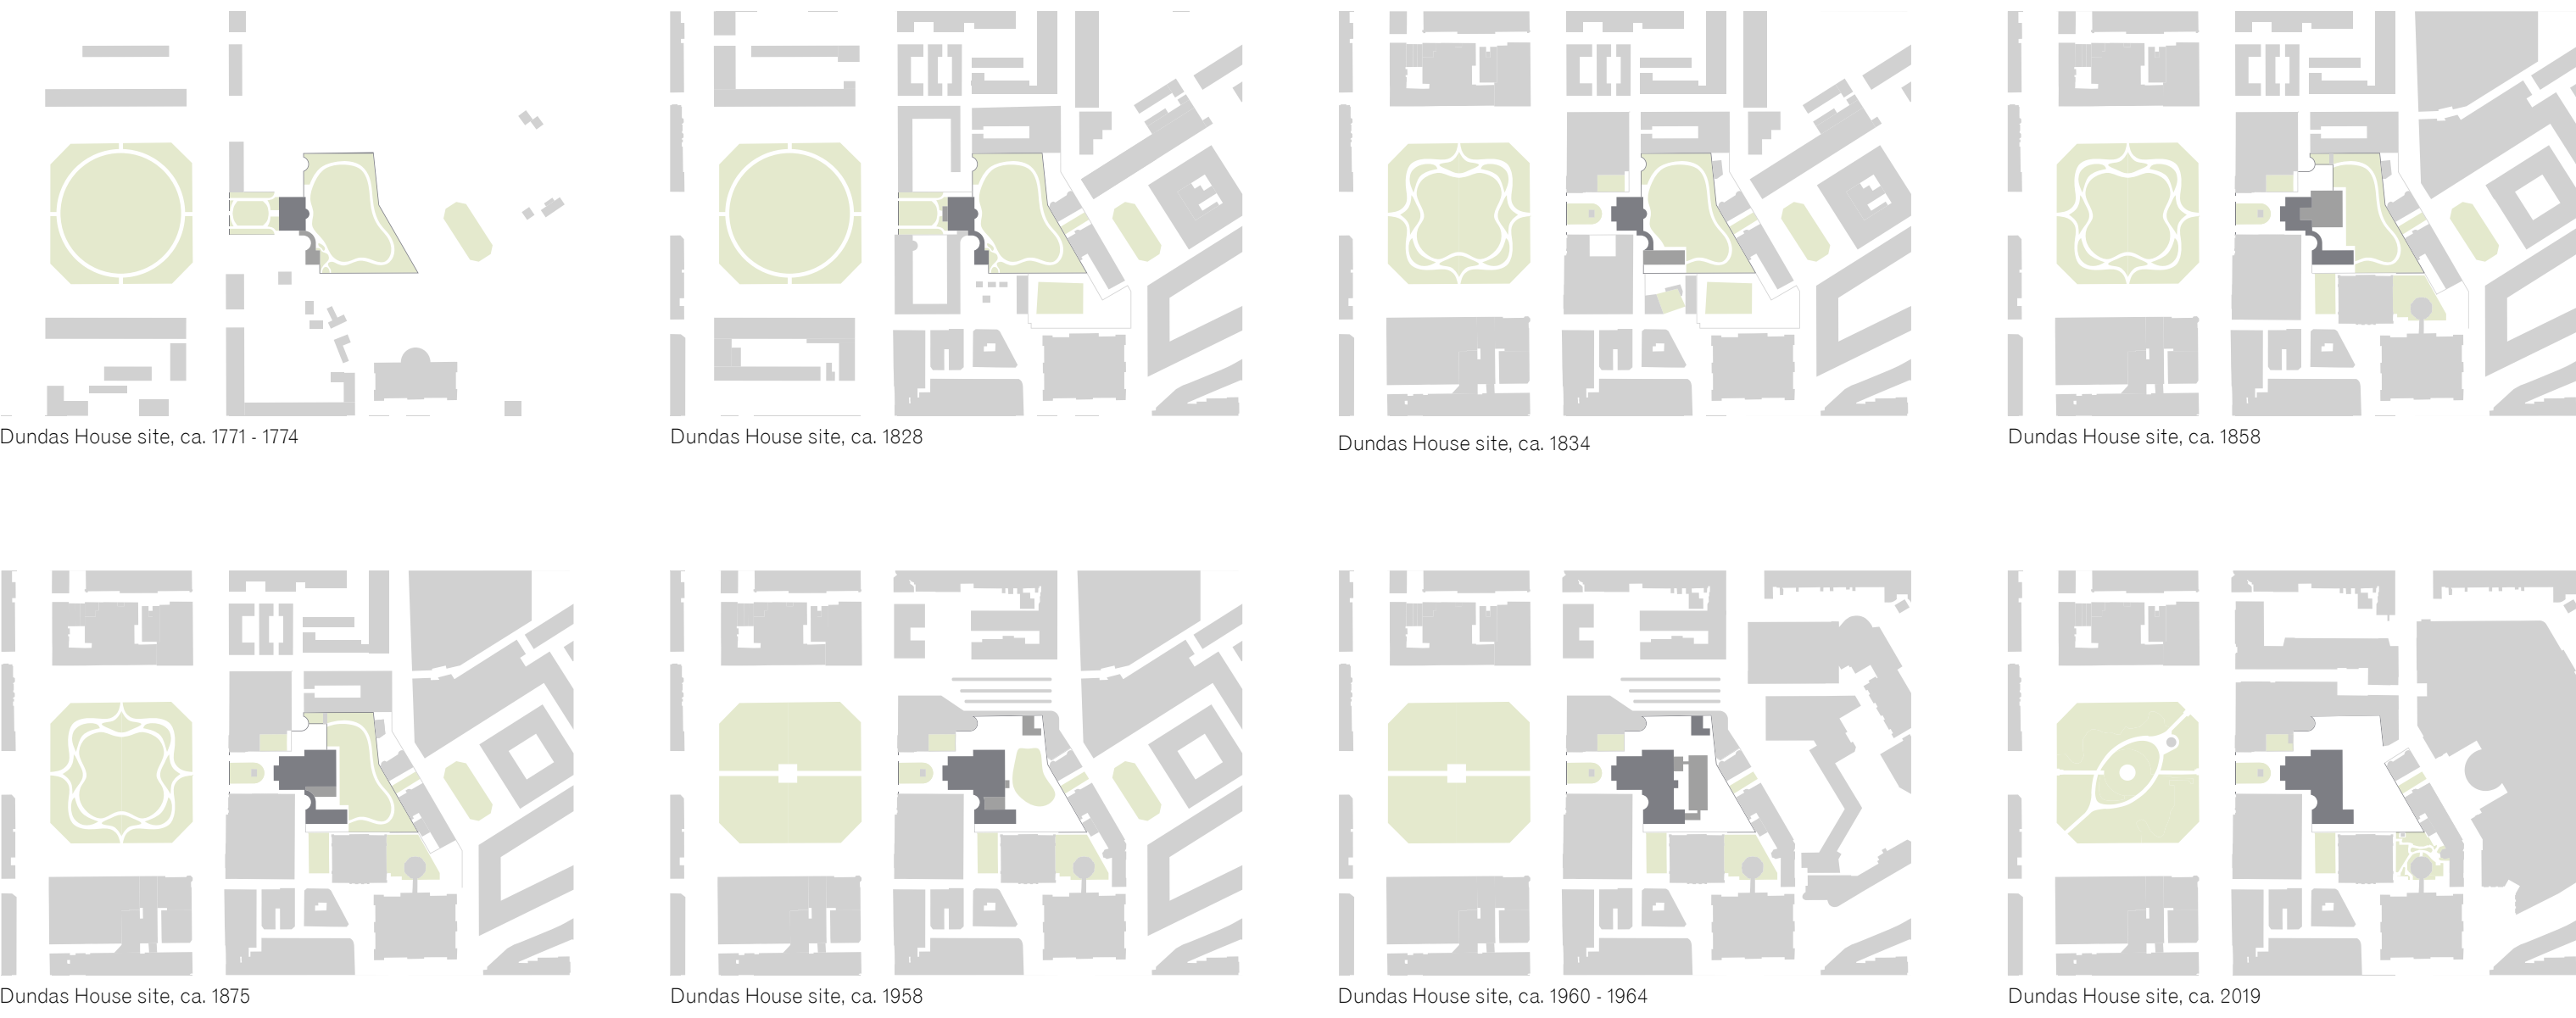 Dundas House site, ca. 1771 - 1774
Dundas House site, ca. 1828
Dundas House site, ca. 1834
Dundas House site, ca. 1858
Dundas House site, ca. 1875
Dundas House site, ca. 1958
Dundas House site, ca. 1960 - 1964
Dundas House site, ca. 2019